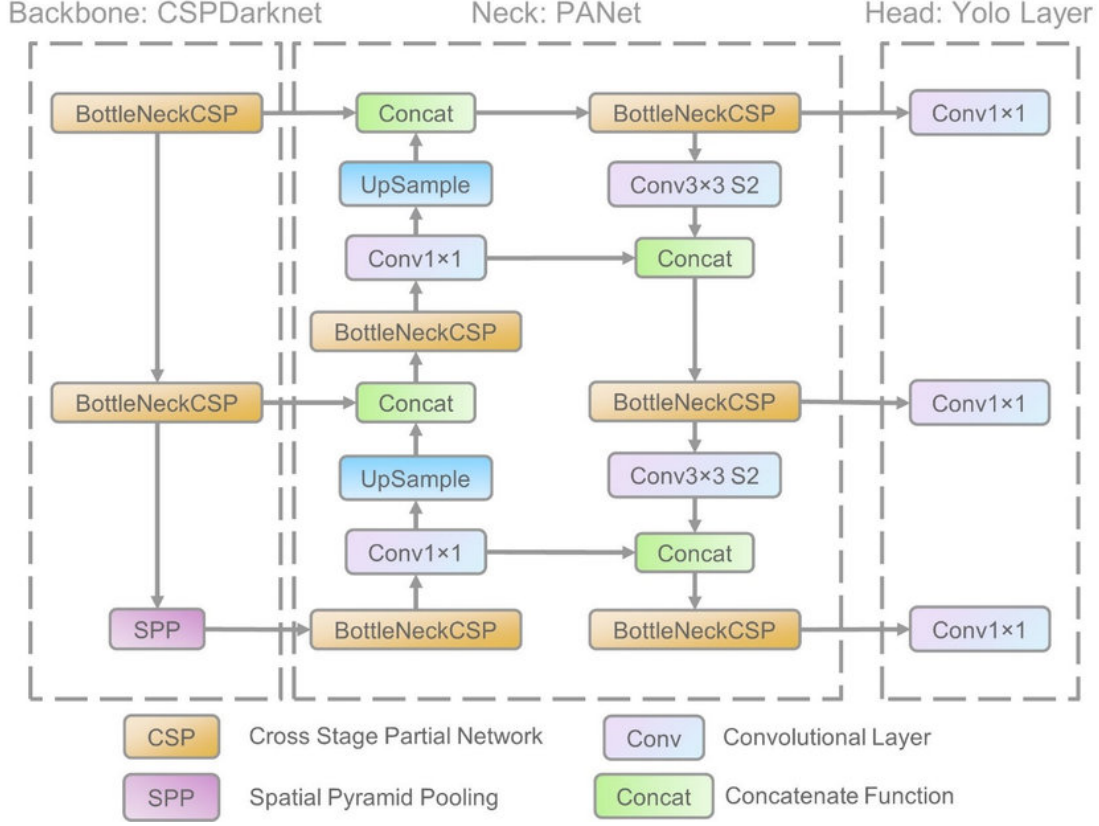 Backbone: CSPDarknet
Neck: PANet
Head: Yolo Layer
BottleNeckCSP
Concat
BottleNeckCSP
Conv1×1
UpSample
Conv3×3 S2
Conv1×1
Concat
BottleNeckCSP
BottleNeckCSP
Concat
BottleNeckCSP
Conv1×1
UpSample
Conv3×3 S2
Conv1×1
Concat
SPP
BottleNeckCSP
BottleNeckCSP
Conv1×1
CSP
Cross Stage Partial Network
Conv
Convolutional Layer
SPP
Spatial Pyramid Pooling
Concat
Concatenate Function